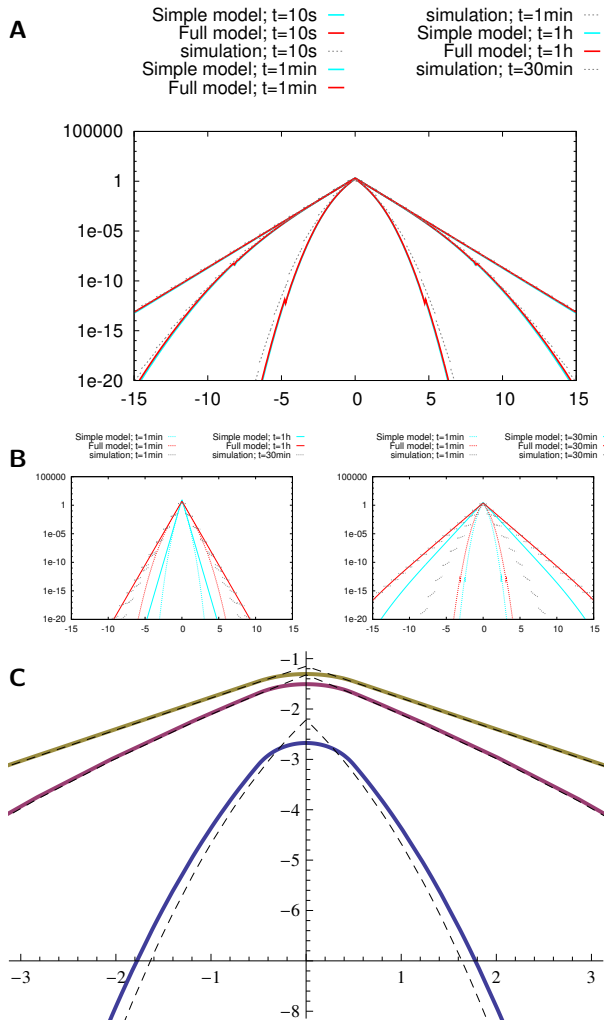 A
Simple model; t=10s
Full model; t=10s
simulation; t=10s
Simple model; t=1min
Full model; t=1min
simulation; t=1min
Simple model; t=1h
Full model; t=1h
simulation; t=30min
100000
1
1e-05
1e-10
1e-15
1e-20
-15 -10 -5 0 5 10 15
B
Simple model; t=1min
Full model; t=1min
simulation; t=1min
Simple model; t=1h
Full model; t=1h
simulation; t=30min
100000
1
1e-05
1e-10
1e-15
1e-20
-15 -10 -5 0 5 10 15
Simple model; t=1min
Full model; t=1min
simulation; t=1min
Simple model; t=30min
Full model; t=30min
simulation; t=30min
100000
1
1e-05
1e-10
1e-15
1e-20
-15 -10 -5 0 5 10 15
C
−1
−2
−3
−4
−5
−6
−8
−3 −2 −1 1 2 3